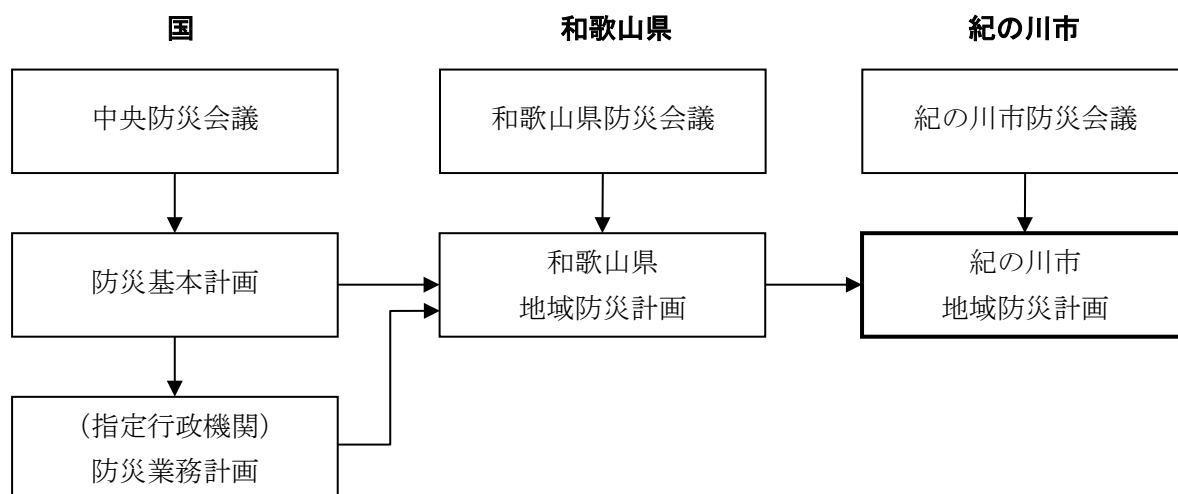 国
和歌山県
紀の川市
中央防災会議
和歌山県防災会議
紀の川市防災会議
防災基本計画
和歌山県
地域防災計画
紀の川市
地域防災計画
（指定行政機関）
防災業務計画